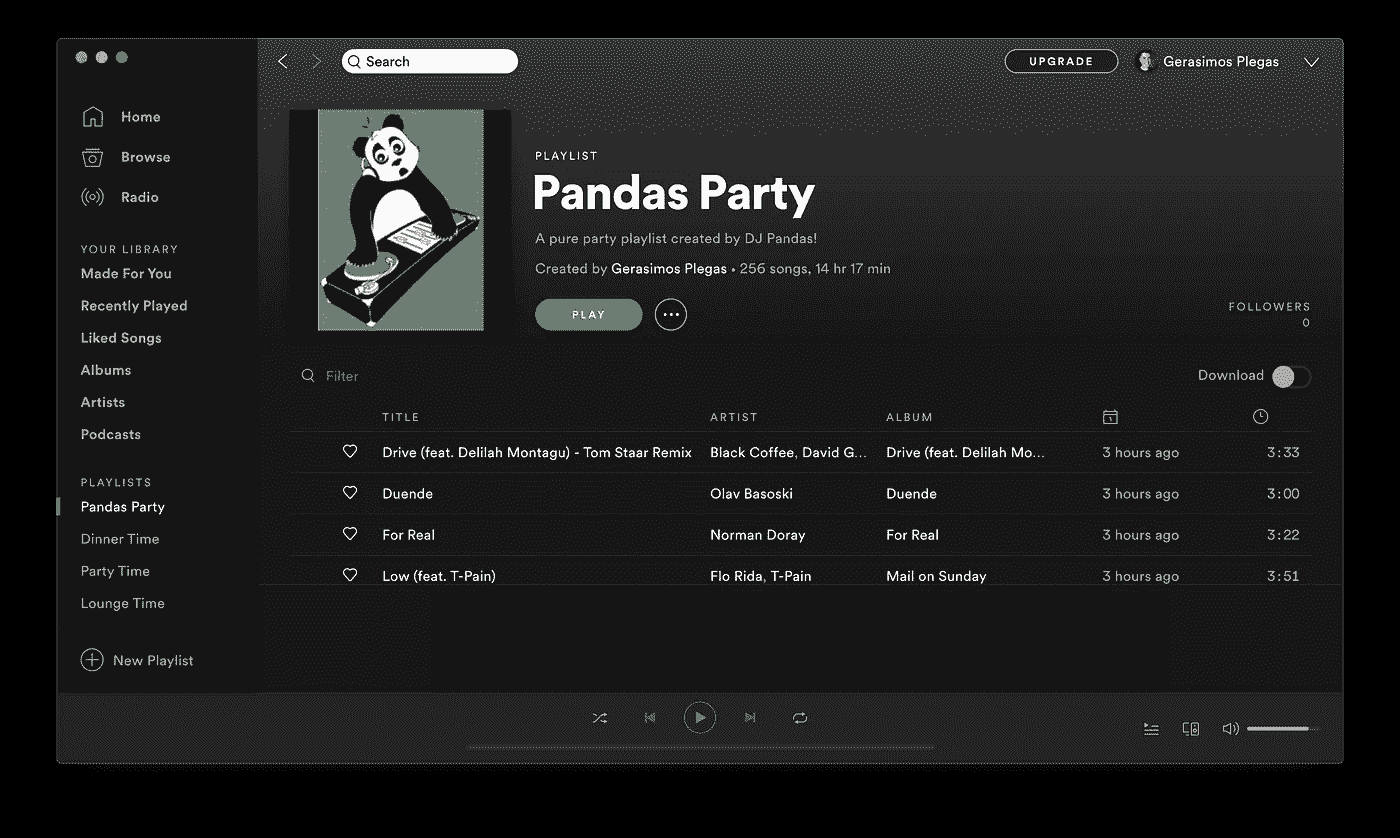 Search
UPGRADE
Gerasimos Plegas
Home
Browse
Radio
YOUR LIBRARY
Made For You
Recently Played
Liked Songs
Albums
Artists
Podcasts
PLAYLISTS
Pandas Party
Dinner Time
Party Time
Lounge Time
New Playlist
PLAYLIST
Pandas Party
A pure party playlist created by DJ Pandas!
Created by Gerasimos Plegas • 256 songs, 14 hr 17 min
PLAY
FOLLOWERS
0
Filter
Download
TITLE ARTIST ALBUM
Drive (feat. Delilah Montagu) - Tom Staar Remix Black Coffee, David G... Drive (feat. Delilah Mo... 3 hours ago 3:33
Duende Olav Basoski Duende 3 hours ago 3:00
For Real Norman Doray For Real 3 hours ago 3:22
Low (feat. T-Pain) Flo Rida, T-Pain Mail on Sunday 3 hours ago 3:51